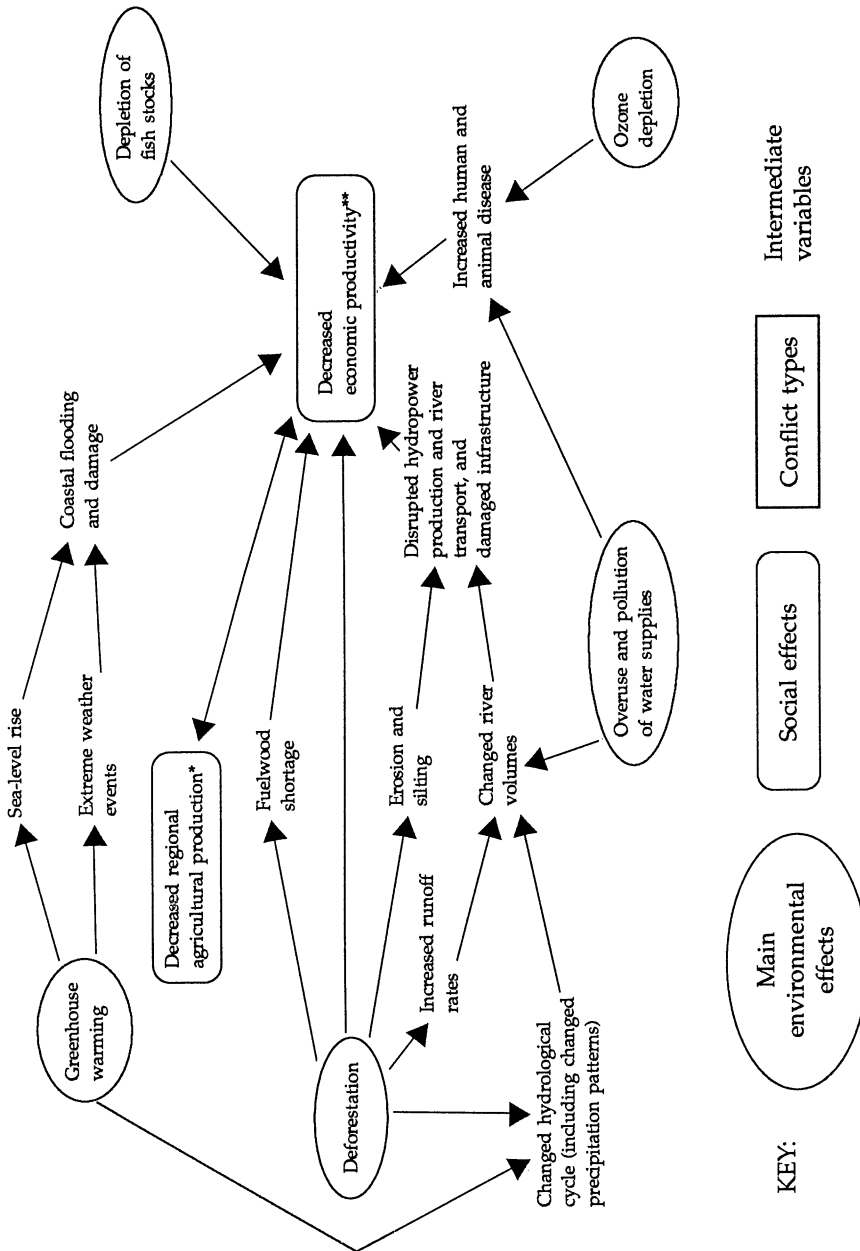 Sea-level rise
Coastal flooding
and damage
Depletion of
fish stocks
Greenhouse
warming
Extreme weather
events
Decreased regional
agricultural production*
Fuelwood
shortage
Decreased
economic productivity**
Deforestation
Erosion and
silting
Increased runoff
rates
Changed river
volumes
Disrupted hydropower
production and river
transport, and
damaged infrastructure
Increased human and
animal disease
Changed hydrological
cycle (including changed
precipitation patterns)
Overuse and pollution
of water supplies
Ozone
depletion
KEY:
Main
environmental
effects
Social effects
Conflict types
Intermediate
variables